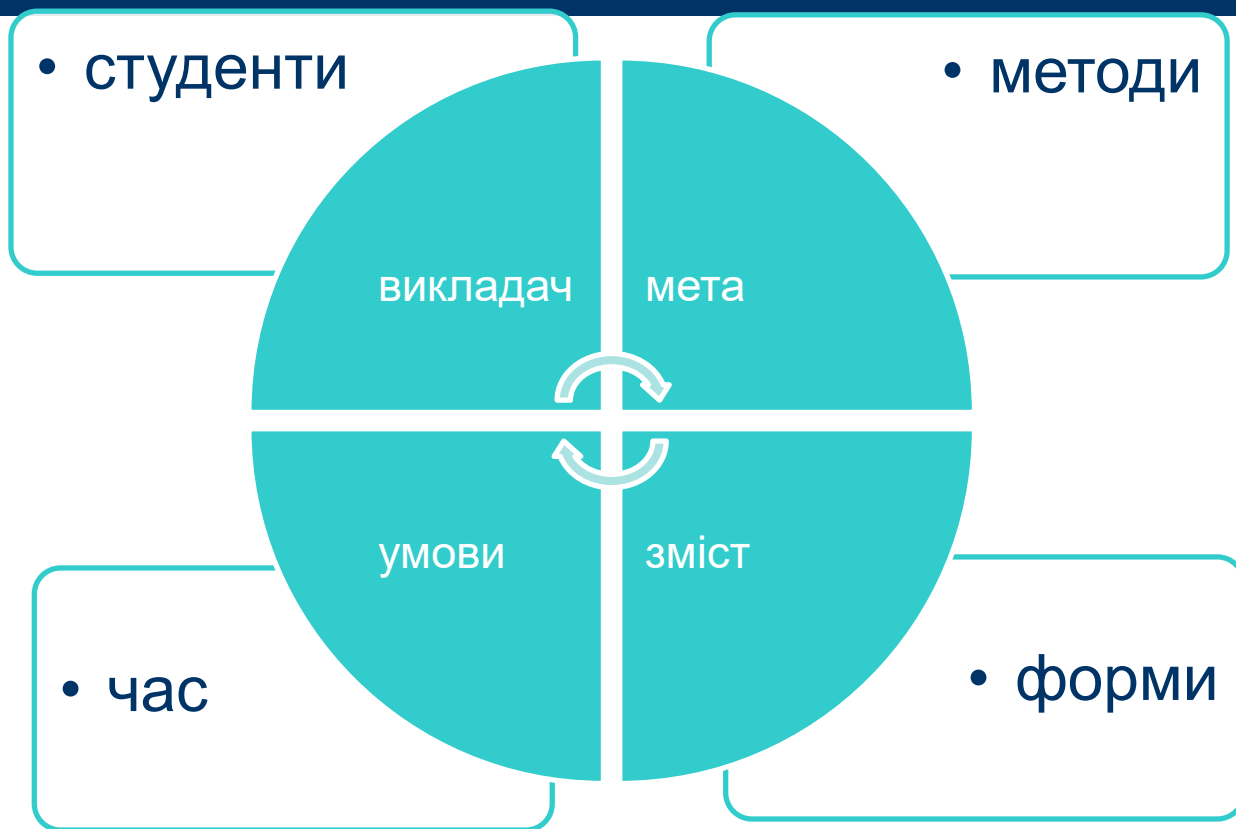 • студенти
• методи
викладач
мета
умови
зміст
• час
• форми